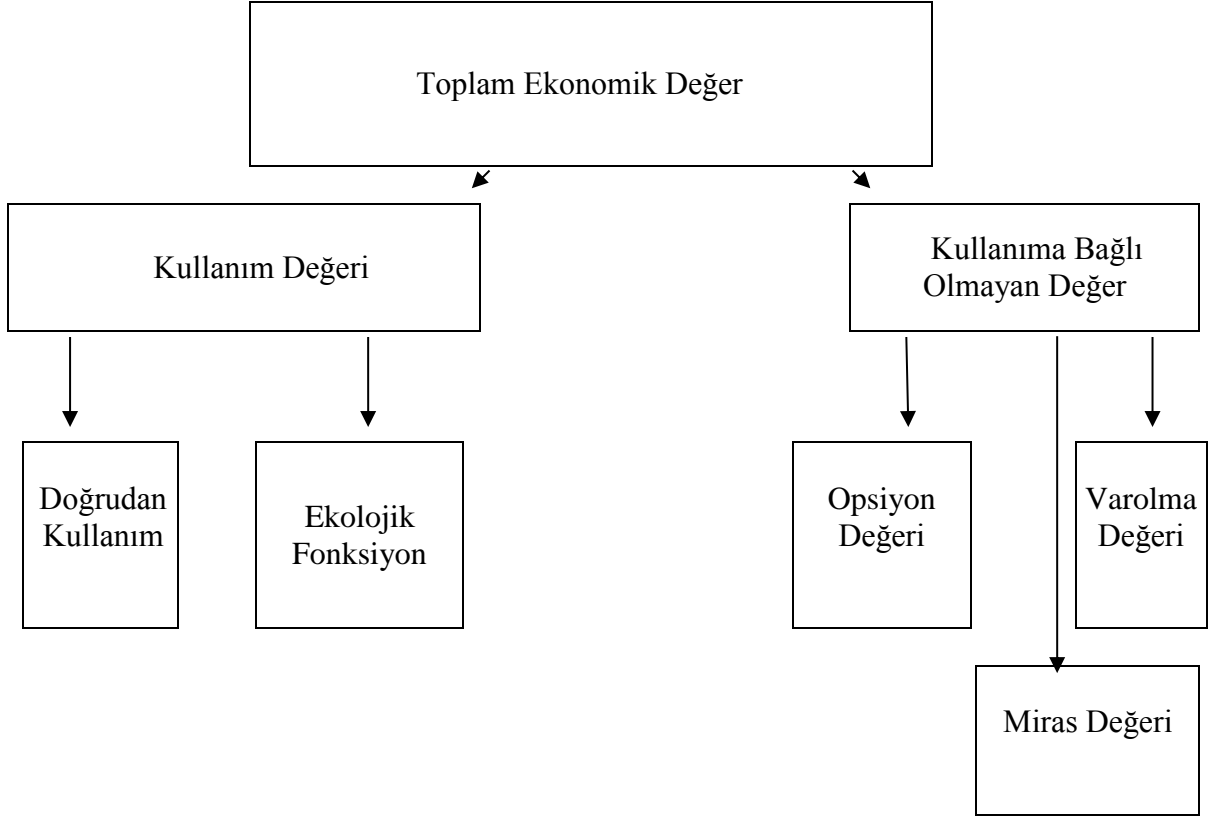 Toplam Ekonomik Değer
Kullanım Değeri
Kullanıma Bağlı
Olmayan Değer
Doğrudan
Kullanım
Ekolojik
Fonksiyon
Opsiyon
Değeri
Varolma
Değeri
Miras Değeri